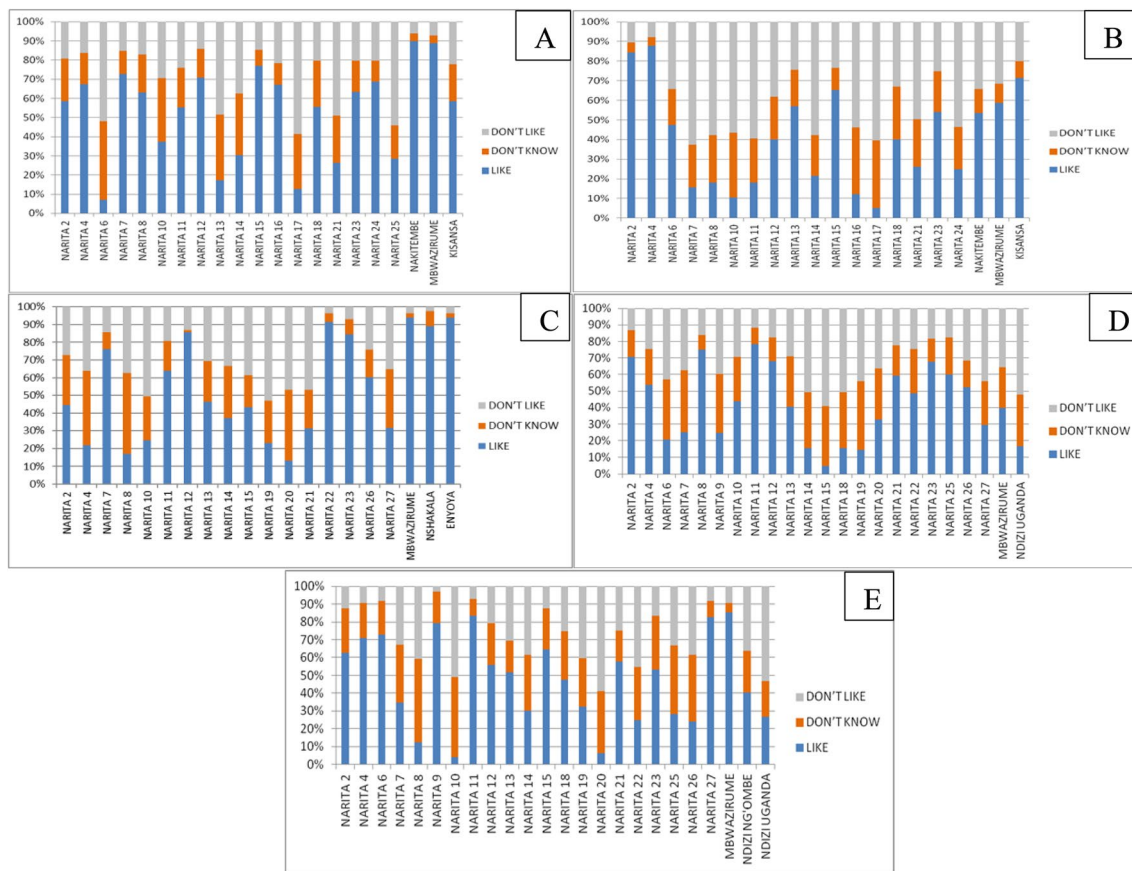 A
100%
90%
80%
70%
60%
50%
40%
30%
20%
10%
0%
DON'T LIKE
DON'T KNOW
LIKE
NARITA 2
NARITA 4
NARITA 6
NARITA 7
NARITA 8
NARITA 10
NARITA 11
NARITA 12
NARITA 13
NARITA 14
NARITA 15
NARITA 16
NARITA 17
NARITA 18
NARITA 21
NARITA 23
NARITA 24
NARITA 25
NAKITEMBE
MBWAZIRUME
KISANSA
B
100%
90%
80%
70%
60%
50%
40%
30%
20%
10%
0%
DON'T LIKE
DON'T KNOW
LIKE
NARITA 2
NARITA 4
NARITA 6
NARITA 7
NARITA 8
NARITA 10
NARITA 11
NARITA 12
NARITA 13
NARITA 14
NARITA 15
NARITA 16
NARITA 17
NARITA 18
NARITA 21
NARITA 23
NARITA 24
NAKITEMBE
MBWAZIRUME
KISANSA
C
100%
90%
80%
70%
60%
50%
40%
30%
20%
10%
0%
DON'T LIKE
DON'T KNOW
LIKE
NARITA 2
NARITA 4
NARITA 7
NARITA 8
NARITA 10
NARITA 11
NARITA 12
NARITA 13
NARITA 14
NARITA 15
NARITA 19
NARITA 20
NARITA 21
NARITA 22
NARITA 23
NARITA 26
NARITA 27
MBWAZIRUME
NSHAKALA
ENYOYA
D
100%
90%
80%
70%
60%
50%
40%
30%
20%
10%
0%
DON'T LIKE
DON'T KNOW
LIKE
NARITA 2
NARITA 4
NARITA 6
NARITA 7
NARITA 8
NARITA 9
NARITA 10
NARITA 11
NARITA 12
NARITA 13
NARITA 14
NARITA 15
NARITA 18
NARITA 19
NARITA 20
NARITA 21
NARITA 22
NARITA 23
NARITA 25
NARITA 26
NARITA 27
MBWAZIRUME
NDIZI UGANDA
E
100%
90%
80%
70%
60%
50%
40%
30%
20%
10%
0%
DON'T LIKE
DON'T KNOW
LIKE
NARITA 2
NARITA 4
NARITA 6
NARITA 7
NARITA 8
NARITA 9
NARITA 10
NARITA 11
NARITA 12
NARITA 13
NARITA 14
NARITA 15
NARITA 18
NARITA 19
NARITA 20
NARITA 21
NARITA 22
NARITA 23
NARITA 25
NARITA 26
NARITA 27
MBWAZIRUME
NDIZI NG'OMBE
NDIZI UGANDA